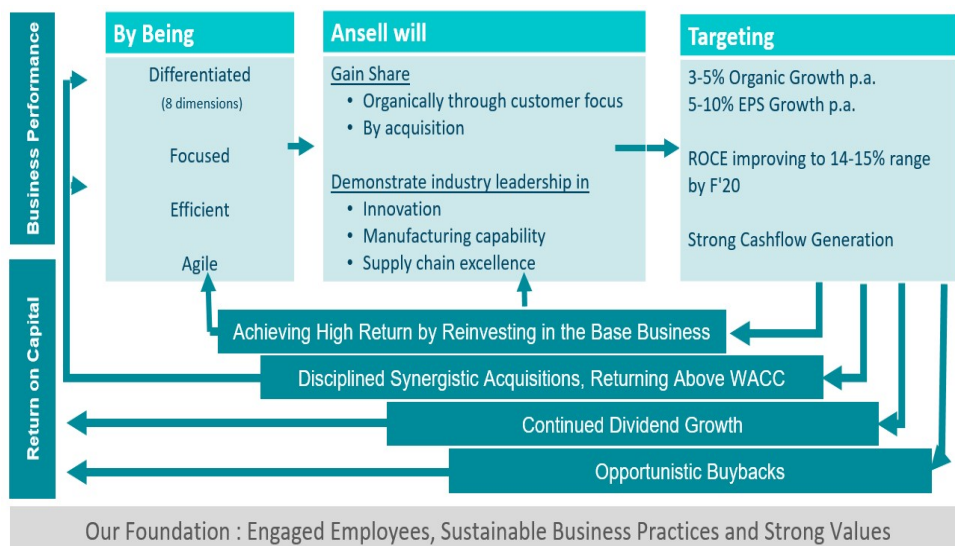 Business Performance
Return on Capital
By Being
Differentiated
(8 dimensions)
Focused
Efficient
Agile
Ansell will
Gain Share
• Organically through customer focus
• By acquisition
Demonstrate industry leadership in
• Innovation
• Manufacturing capability
• Supply chain excellence
Targeting
3-5% Organic Growth p.a.
5-10% EPS Growth p.a.
ROCE improving to 14-15% range
by F'20
Strong Cashflow Generation
Achieving High Return by Reinvesting in the Base Business
Disciplined Synergistic Acquisitions, Returning Above WACC
Continued Dividend Growth
Opportunistic Buybacks
Our Foundation : Engaged Employees, Sustainable Business Practices and Strong Values